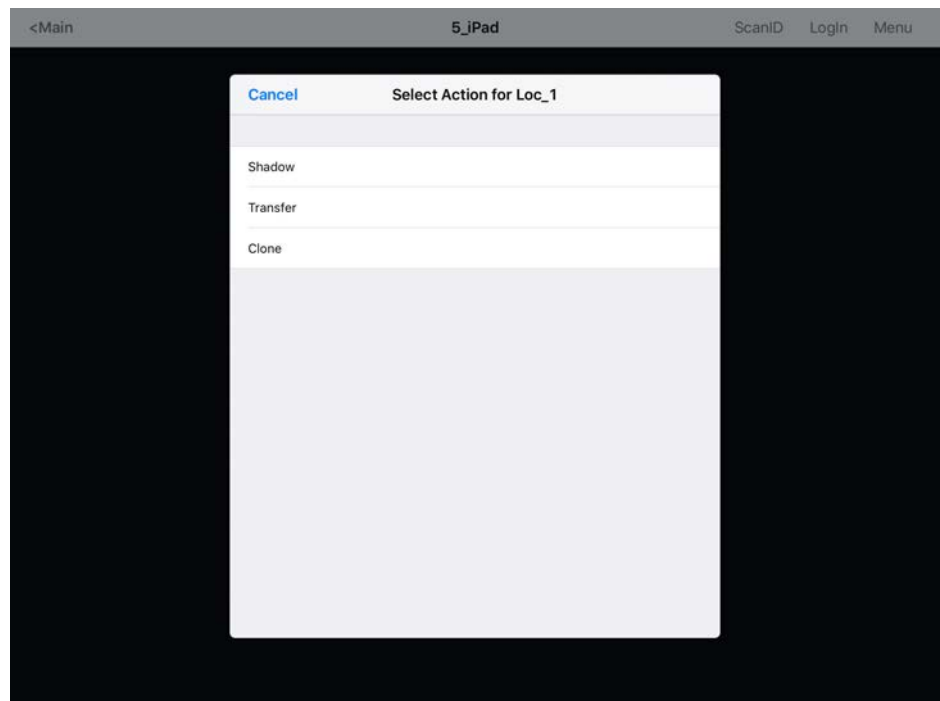 <Main 5_iPad ScanID LogIn Menu
Cancel Select Action for Loc_1
Shadow
Transfer
Clone